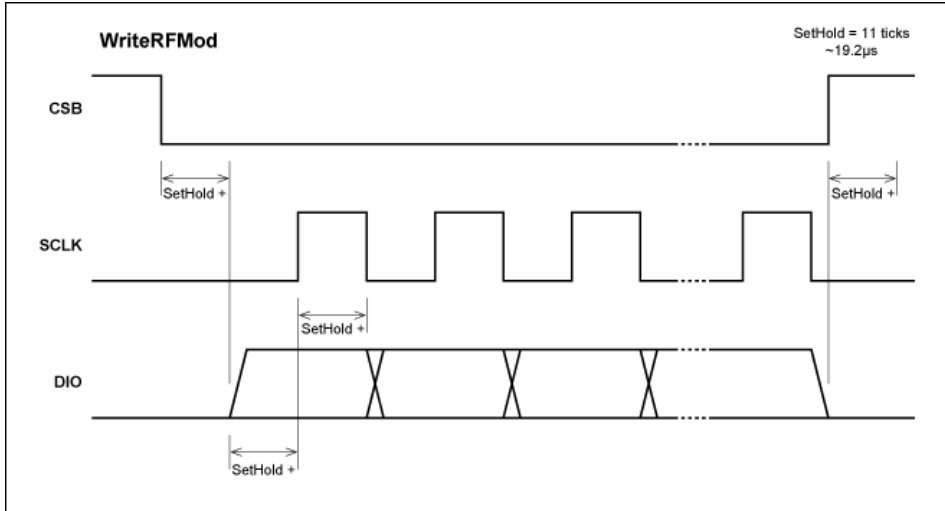 WriteRFMod
SetHold = 11 ticks
~19.2µs
CSB
SetHold +
SetHold +
SCLK
SetHold +
DIO
SetHold +